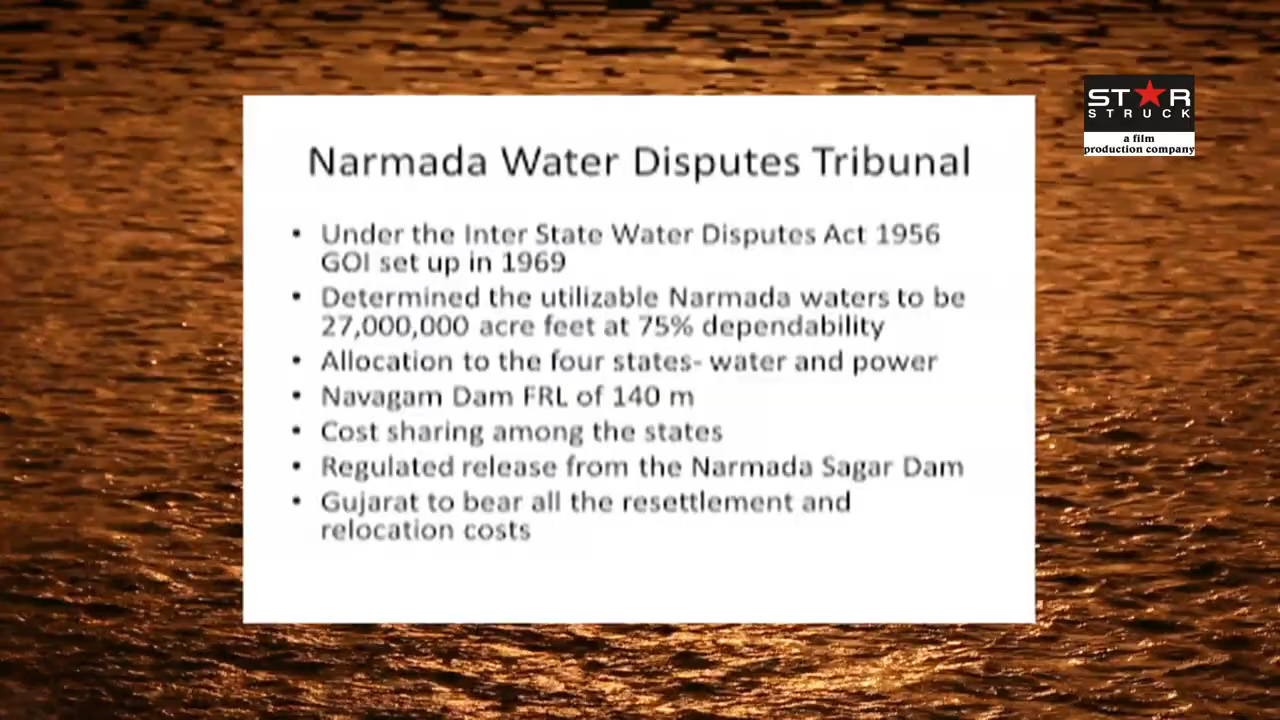 Narmada Water Disputes Tribunal
• Under the Inter State Water Disputes Act 1956
GOI set up in 1969
• Determined the utilizable Narmada waters to be
27,000,000 acre feet at 75% dependability
• Allocation to the four states- water and power
• Navagam Dam FRL of 140 m
• Cost sharing among the states
• Regulated release from the Narmada Sagar Dam
• Gujarat to bear all the resettlement and
relocation costs
ST★R
STRUCK
a film
production company